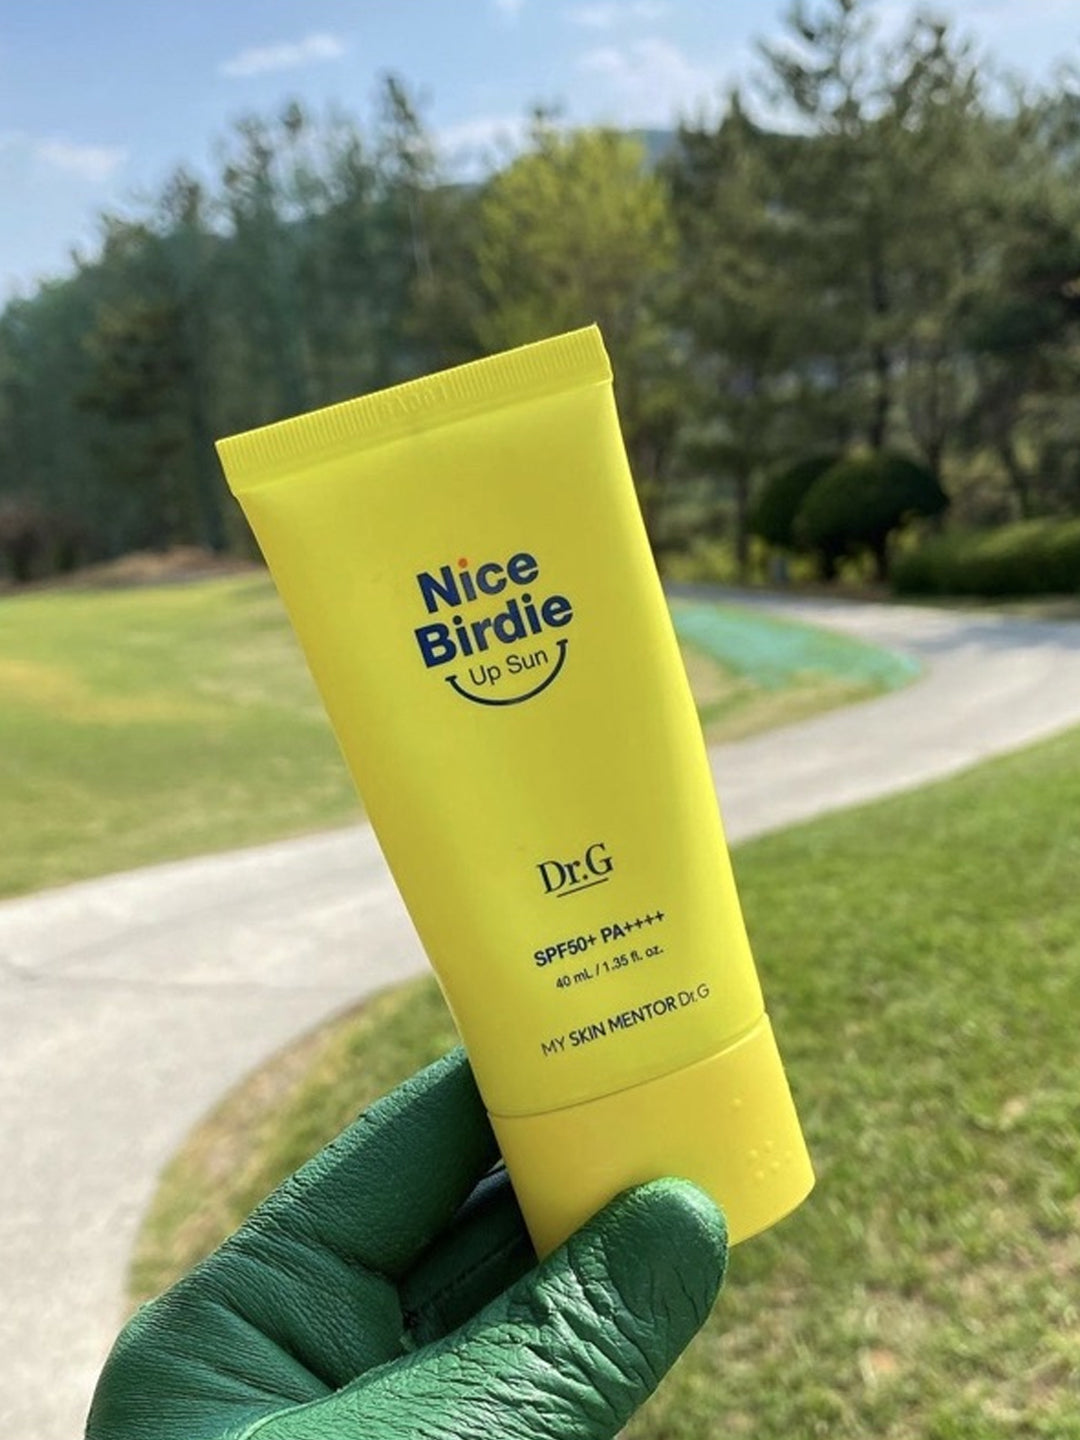 Nice
Birdie
Up Sun
Dr.G
SPF50+ PA++++
40 mL / 1.35 fl. oz.
MY SKIN MENTOR Dr.G